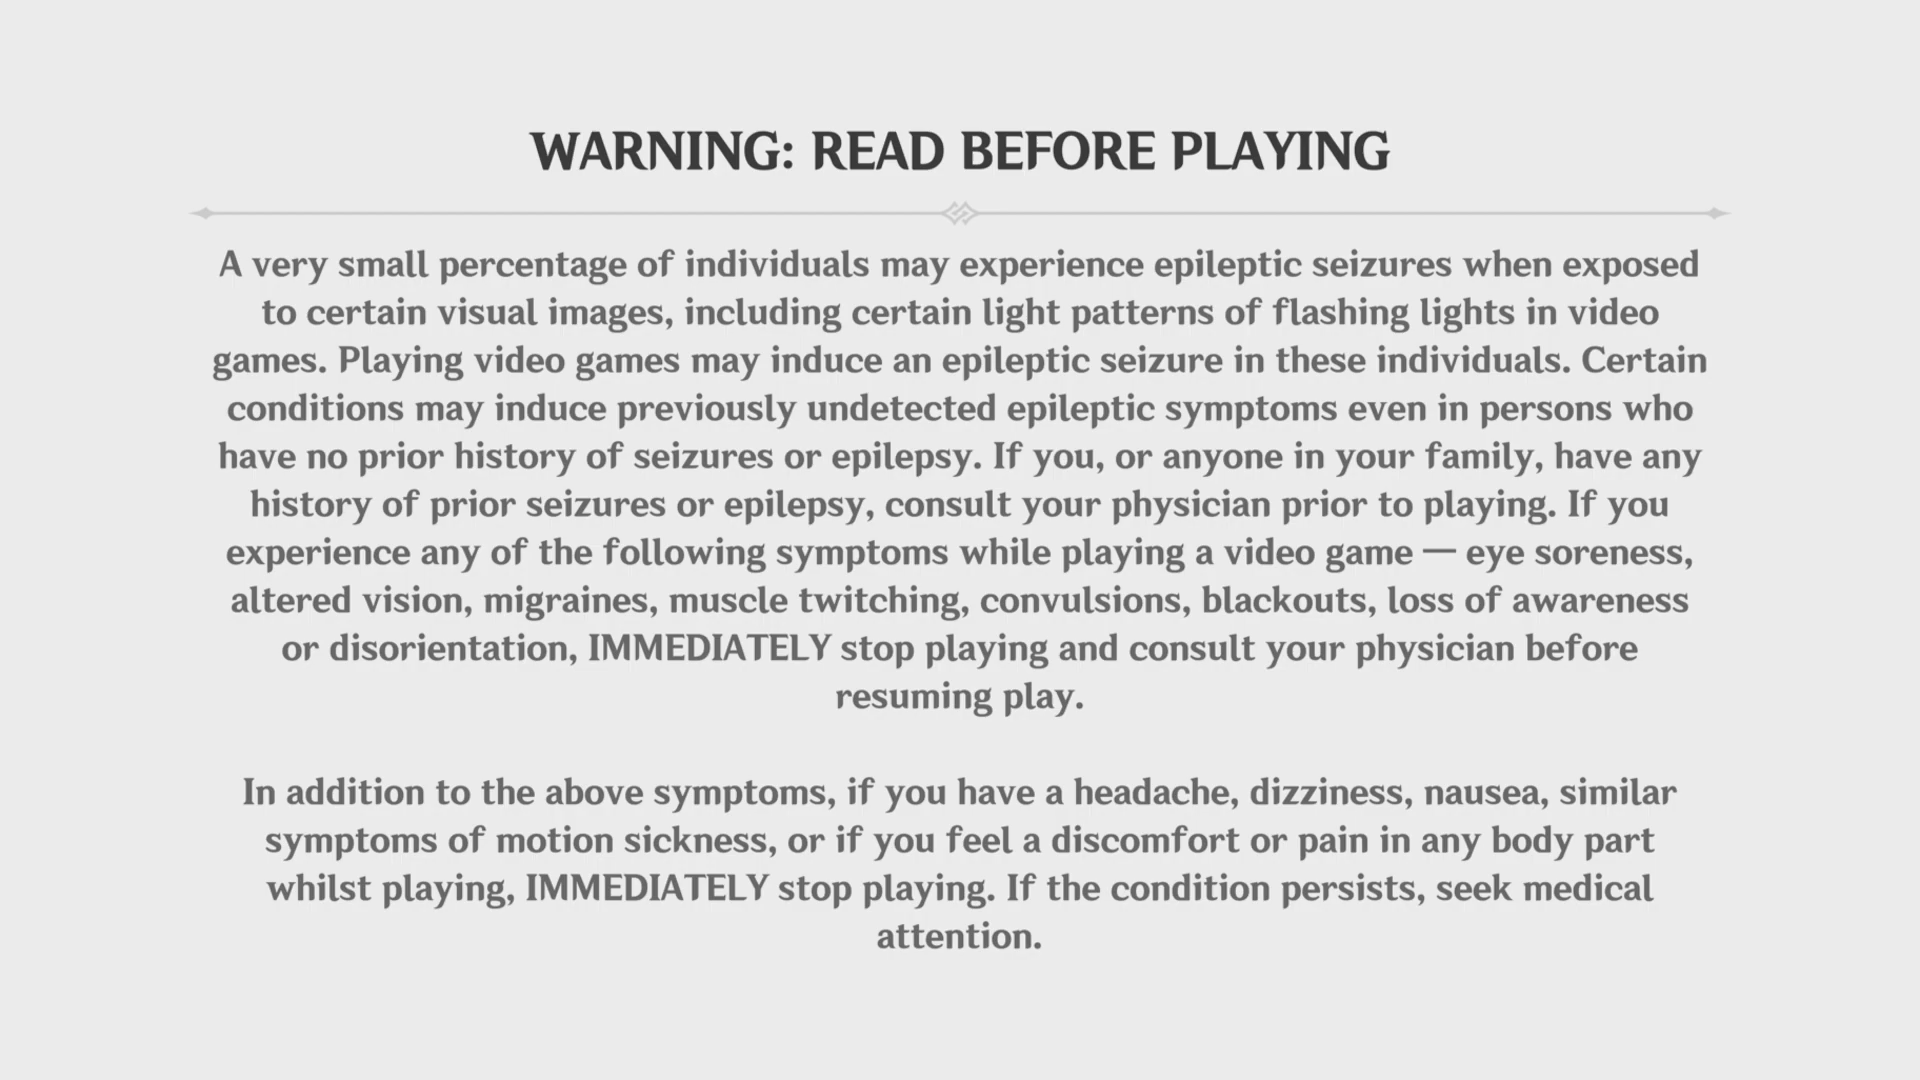 WARNING: READ BEFORE PLAYING
A very small percentage of individuals may experience epileptic seizures when exposed
to certain visual images, including certain light patterns of flashing lights in video
games. Playing video games may induce an epileptic seizure in these individuals. Certain
conditions may induce previously undetected epileptic symptoms even in persons who
have no prior history of seizures or epilepsy. If you, or anyone in your family, have any
history of prior seizures or epilepsy, consult your physician prior to playing. If you
experience any of the following symptoms while playing a video game — eye soreness,
altered vision, migraines, muscle twitching, convulsions, blackouts, loss of awareness
or disorientation, IMMEDIATELY stop playing and consult your physician before
resuming play.
In addition to the above symptoms, if you have a headache, dizziness, nausea, similar
symptoms of motion sickness, or if you feel a discomfort or pain in any body part
whilst playing, IMMEDIATELY stop playing. If the condition persists, seek medical
attention.